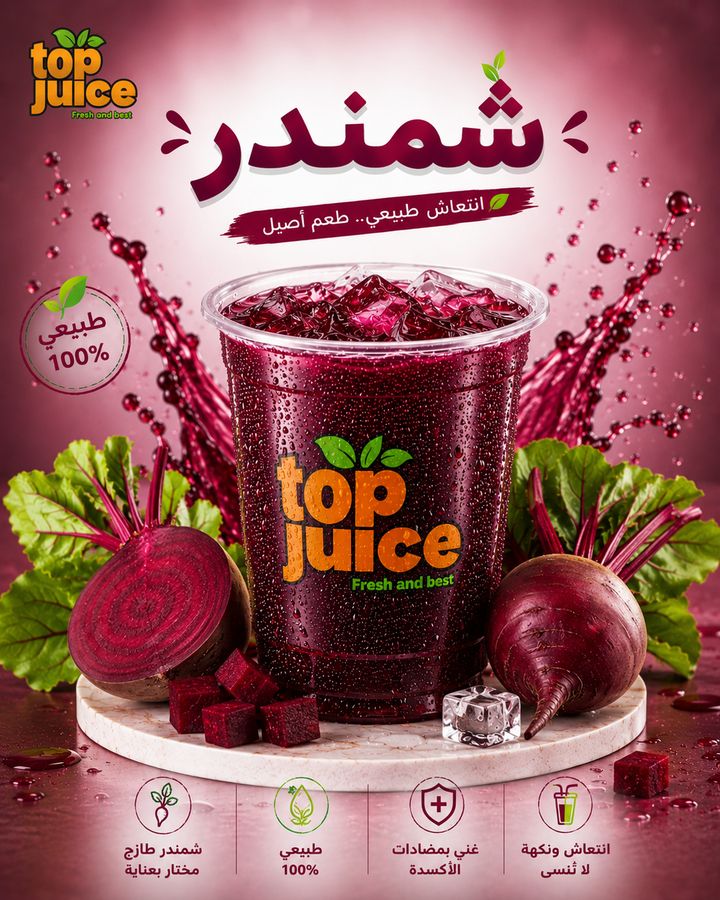 top
juice
Fresh and best
شمندر
انتعاش طبيعي.. طعم أصيل
طبيعي
100%
top
juice
Fresh and best
انتعاش ونكهة
لا تُنسى
غني بمضادات
الأكسدة
طبيعي
100%
شمندر طازج
مختار بعناية